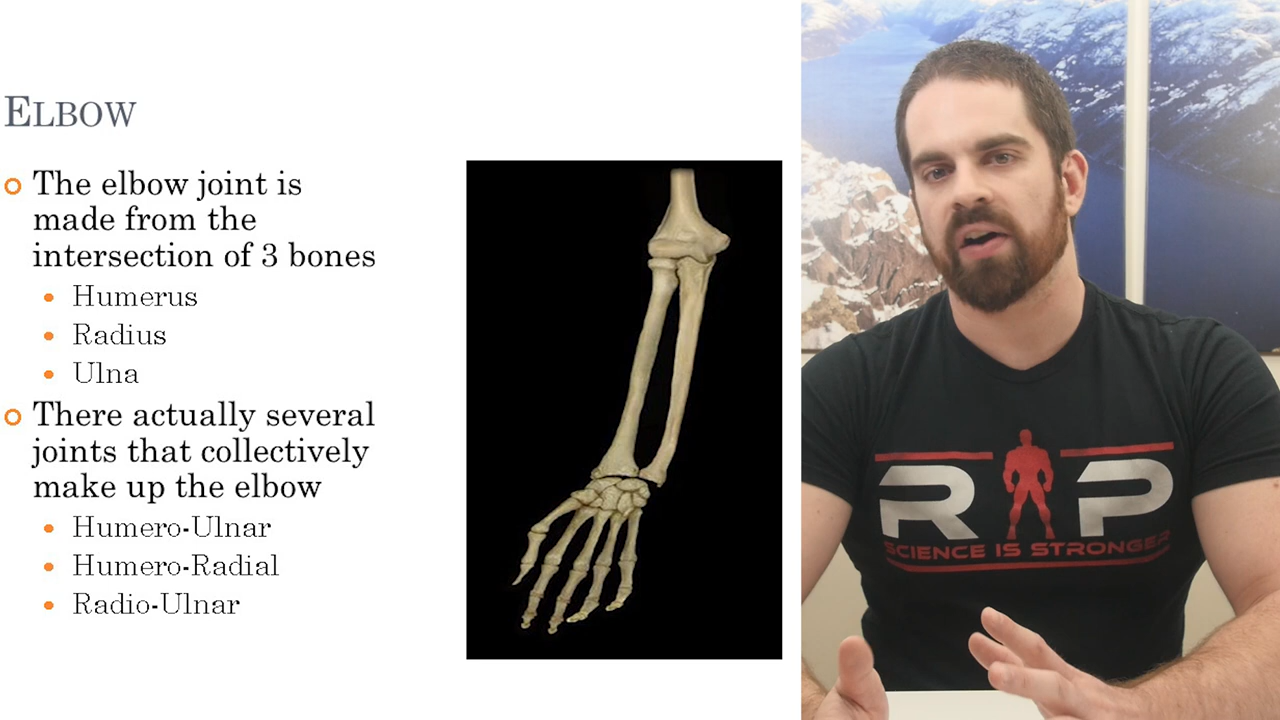 ELBOW
The elbow joint is
made from the
intersection of 3 bones
Humerus
Radius
Ulna
There actually several
joints that collectively
make up the elbow
Humero-Ulnar
Humero-Radial
Radio-Ulnar
R P
SCIENCE IS STRONGER